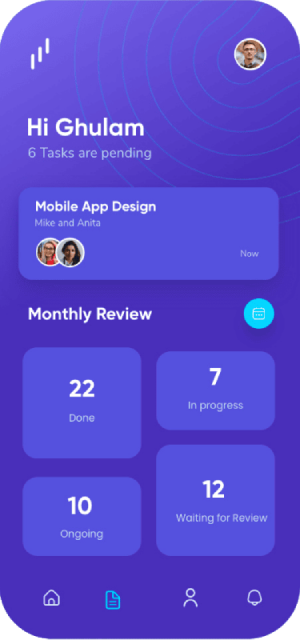 Hi Ghulam
6 Tasks are pending
Mobile App Design
Mike and Anita
Now
Monthly Review
22
Done
7
In progress
10
Ongoing
12
Waiting for Review